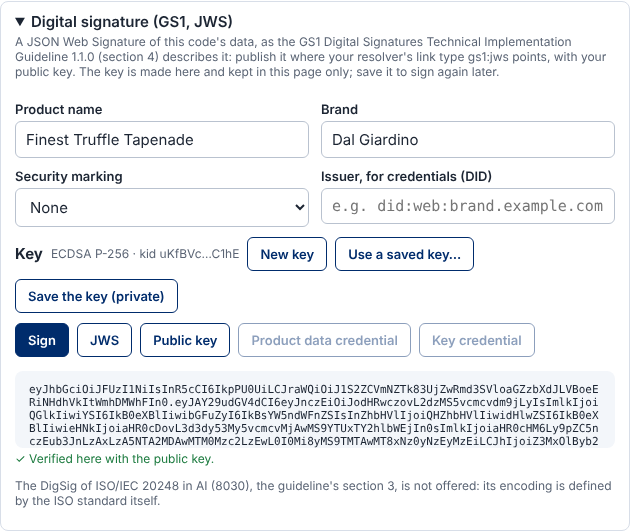 ▼ Digital signature (GS1, JWS)
A JSON Web Signature of this code's data, as the GS1 Digital Signatures Technical Implementation
Guideline 1.1.0 (section 4) describes it: publish it where your resolver's link type gs1:jws points, with your
public key. The key is made here and kept in this page only; save it to sign again later.
Product name
Brand
Finest Truffle Tapenade
Dal Giardino
Security marking
Issuer, for credentials (DID)
None
e.g. did:web:brand.example.com
Key ECDSA P-256 · kid uKfBVc…C1hE New key Use a saved key…
Save the key (private)
Sign JWS Public key Product data credential Key credential
✓ Verified here with the public key.
The DigSig of ISO/IEC 20248 in AI (8030), the guideline's section 3, is not offered: its encoding is defined
by the ISO standard itself.